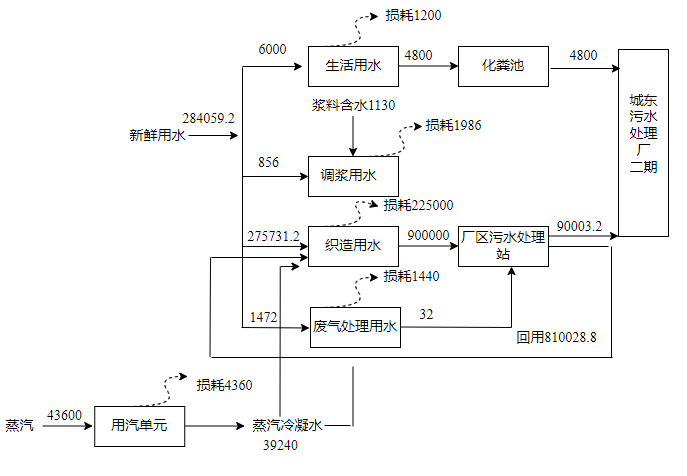 损耗1200
6000
生活用水
4800
化粪池
4800
城东
污水
处理
厂
二期
浆料含水1130
284059.2
新鲜用水
损耗1986
856
调浆用水
损耗225000
275731.2
织造用水
900000
厂区污水处理
站
90003.2
损耗1440
1472
废气处理用水
32
回用810028.8
损耗4360
蒸汽
43600
用汽单元
蒸汽冷凝水
39240